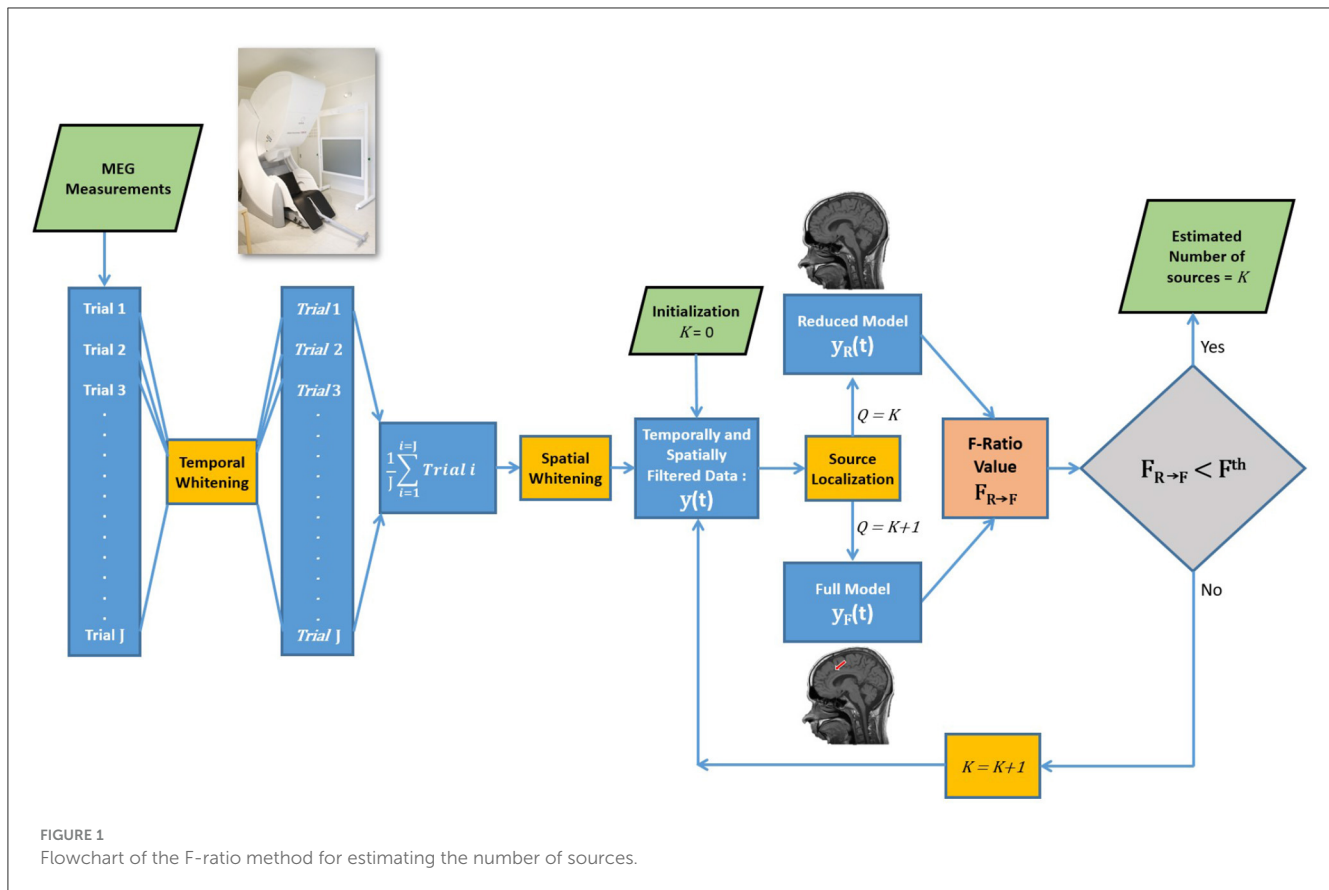 MEG
Measurements
Trial 1
Trial 2
Trial 3
.
.
.
.
.
.
.
.
.
.
Trial J
Temporal
Whitening
Trial 1
Trial 2
Trial 3
.
.
.
.
.
.
.
.
.
.
Trial J
1/J ∑_{i=1}^{i=J} Trial i
Spatial
Whitening
Initialization
K = 0
Temporally and
Spatially
Filtered Data :
y(t)
Source
Localization
Q = K
Reduced Model
y_R(t)
Q = K+1
Full Model
y_F(t)
F-Ratio
Value
F_{R→F}
F_{R→F} < F^{th}
Yes
Estimated
Number of
sources = K
No
K = K+1
FIGURE 1
Flowchart of the F-ratio method for estimating the number of sources.